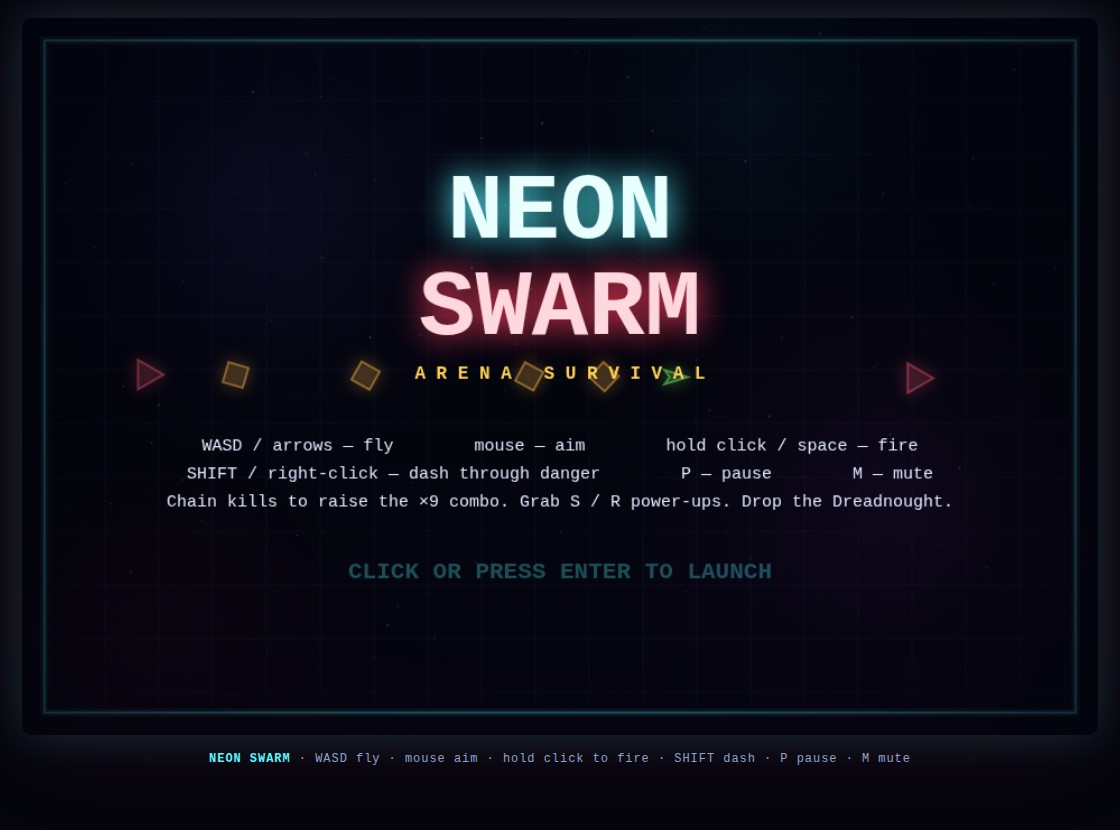 NEON
SWARM
ARENA SURVIVAL
WASD / arrows — fly mouse — aim hold click / space — fire
SHIFT / right-click — dash through danger P — pause M — mute
Chain kills to raise the ×9 combo. Grab S / R power-ups. Drop the Dreadnought.
CLICK OR PRESS ENTER TO LAUNCH
NEON SWARM · WASD fly · mouse aim · hold click to fire · SHIFT dash · P pause · M mute